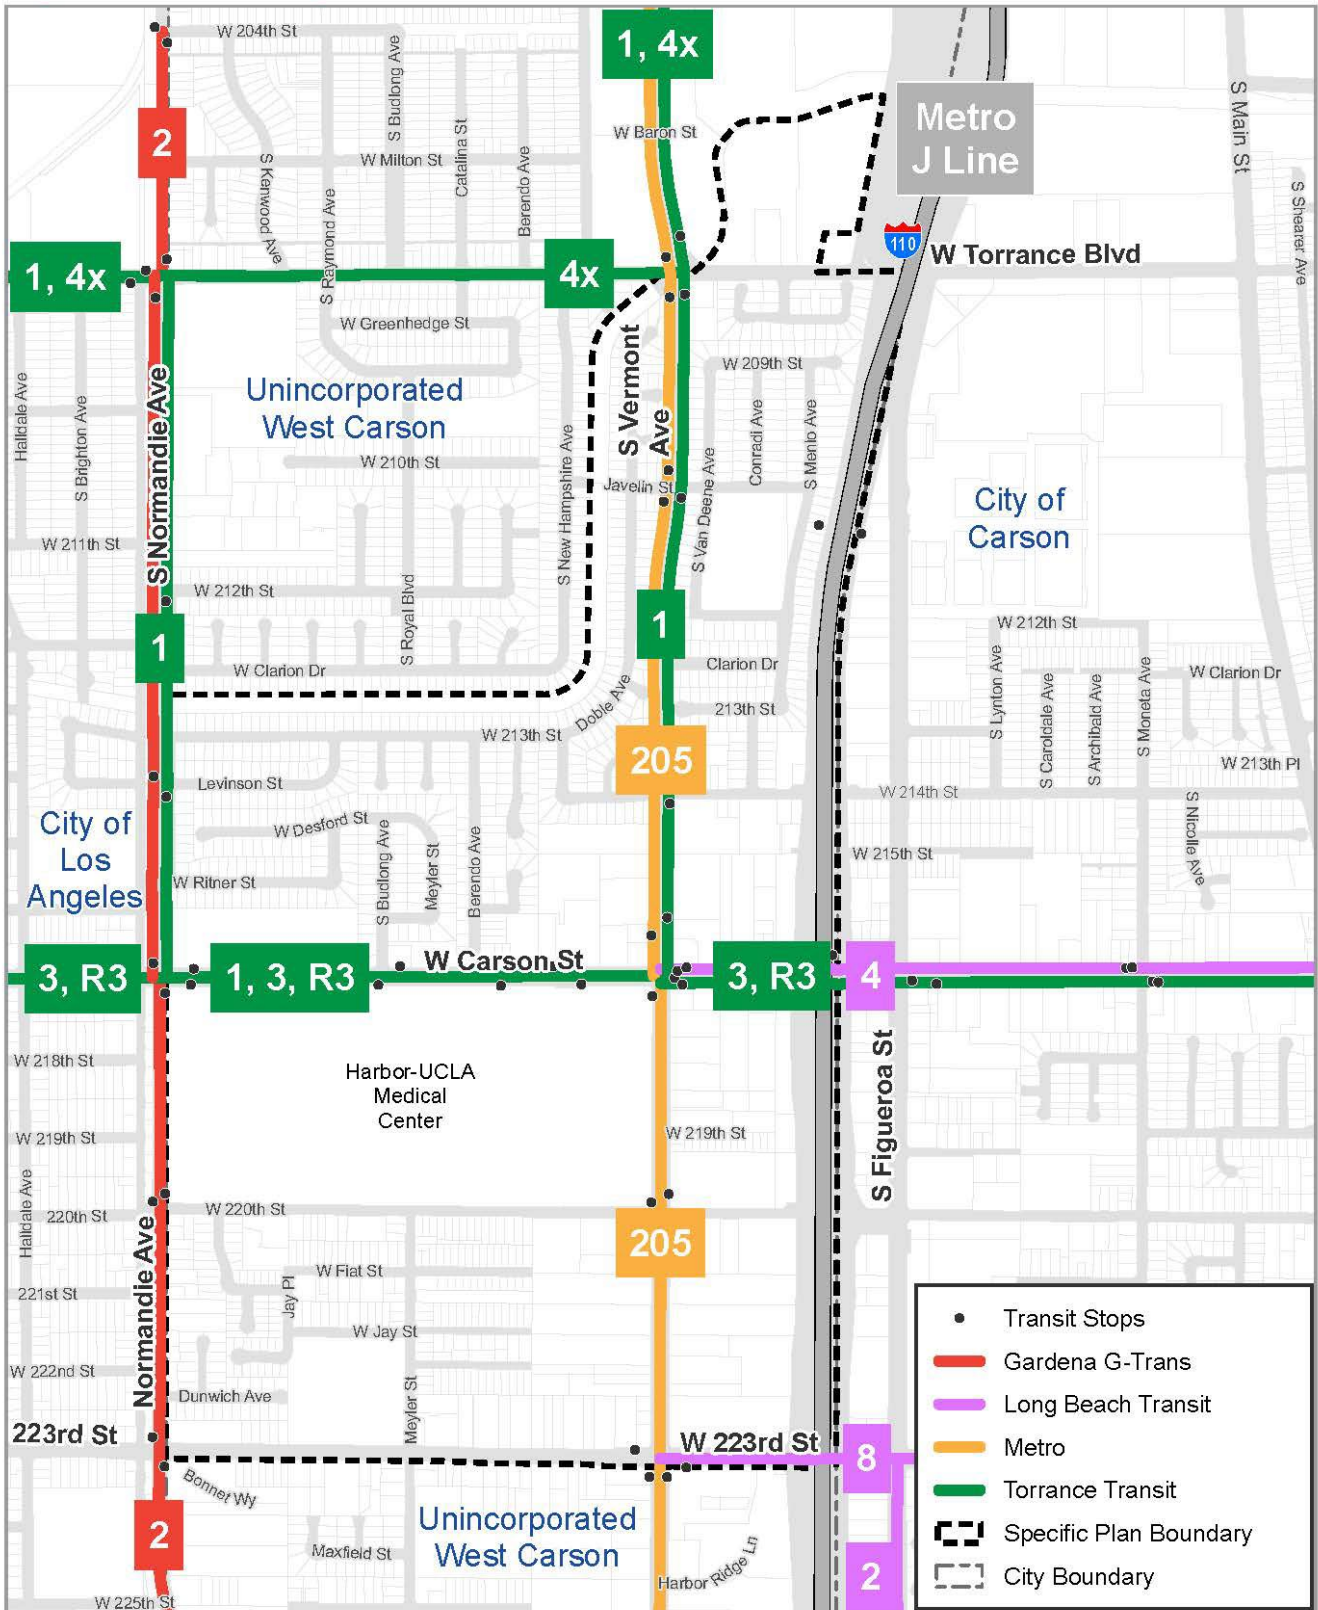 W 204th St
1, 4x
2
S Budlong Ave
W Baron St
Metro
J Line
S Main St
W Milton St
Catalina St
Berendo Ave
S Kenwood Ave
S Raymond Ave
S Shearer Ave
110
W Torrance Blvd
1, 4x
4x
W Greenhedge St
S Vermont
Ave
W 209th St
Halldale Ave
S Brighton Ave
S Normandie Ave
Unincorporated
West Carson
Conradi Ave
S Menlo Ave
S New Hampshire Ave
W 210th St
Javelin St
S Van Deene Ave
City of
Carson
W 211th St
W 212th St
S Royal Blvd
1
1
W 212th St
W Clarion Dr
Clarion Dr
S Lynton Ave
S Caroldale Ave
S Archibald Ave
S Moneta Ave
W Clarion Dr
Doble Ave
213th St
W 213th St
205
W 213th Pl
Levinson St
W 214th St
S Nicolle Ave
City of
Los
Angeles
W Desford St
S Budlong Ave
Meyler St
Berendo Ave
W 215th St
W Ritner St
3, R3
1, 3, R3
W Carson St
3, R3
4
W 218th St
Harbor-UCLA
Medical
Center
S Figueroa St
W 219th St
W 219th St
Halldale Ave
220th St
W 220th St
Normandie Ave
205
W Fiat St
221st St
Jay Pl
W Jay St
W 222nd St
Dunwich Ave
Meyler St
223rd St
W 223rd St
8
Bonnet Wy
2
Unincorporated
West Carson
Maxfield St
Harbor Ridge Ln
2
W 225th St
Transit Stops
Gardena G-Trans
Long Beach Transit
Metro
Torrance Transit
Specific Plan Boundary
City Boundary